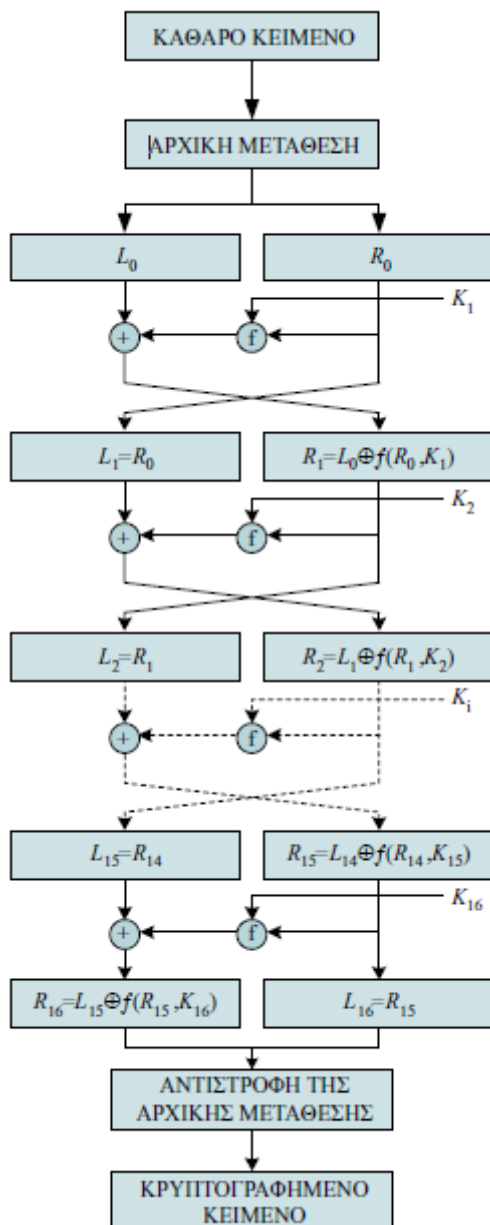 ΚΑΘΑΡΟ ΚΕΙΜΕΝΟ
ΑΡΧΙΚΗ ΜΕΤΑΘΕΣΗ
L₀
R₀
K₁
+
f
L₁=R₀
R₁=L₀⊕f(R₀,K₁)
K₂
+
f
L₂=R₁
R₂=L₁⊕f(R₁,K₂)
Kᵢ
+
f
L₁₅=R₁₄
R₁₅=L₁₄⊕f(R₁₄,K₁₅)
K₁₆
+
f
R₁₆=L₁₅⊕f(R₁₅,K₁₆)
L₁₆=R₁₅
ΑΝΤΙΣΤΡΟΦΗ ΤΗΣ
ΑΡΧΙΚΗΣ ΜΕΤΑΘΕΣΗΣ
ΚΡΥΠΤΟΓΡΑΦΗΜΕΝΟ
ΚΕΙΜΕΝΟ